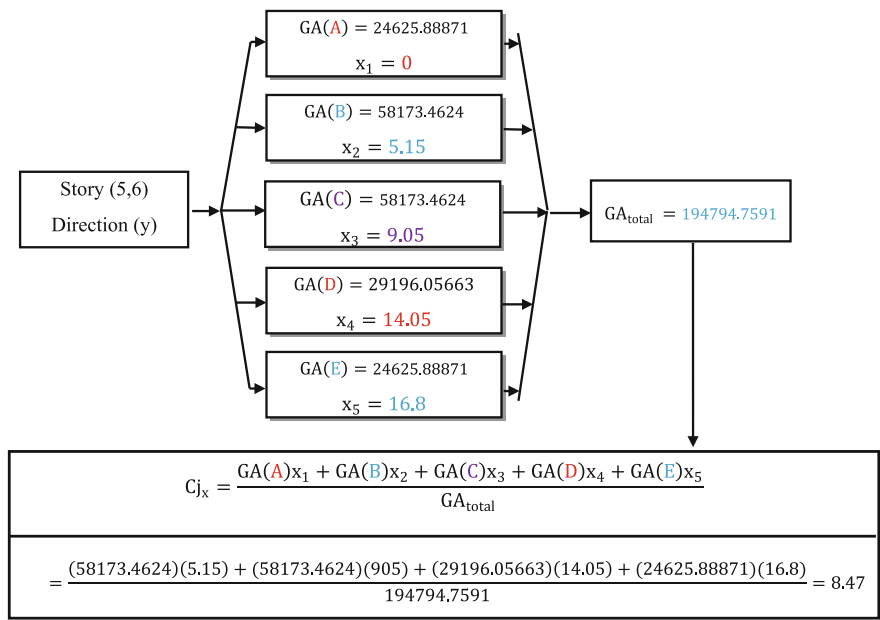 Story (5,6)
Direction (y)
GA(A) = 24625.88871
x₁ = 0
GA(B) = 58173.4624
x₂ = 5.15
GA(C) = 58173.4624
x₃ = 9.05
GA(D) = 29196.05663
x₄ = 14.05
GA(E) = 24625.88871
x₅ = 16.8
GA_total = 194794.7591
Cj_x = (GA(A)x₁ + GA(B)x₂ + GA(C)x₃ + GA(D)x₄ + GA(E)x₅) / GA_total
= ((58173.4624)(5.15) + (58173.4624)(905) + (29196.05663)(14.05) + (24625.88871)(16.8)) / 194794.7591 = 8.47